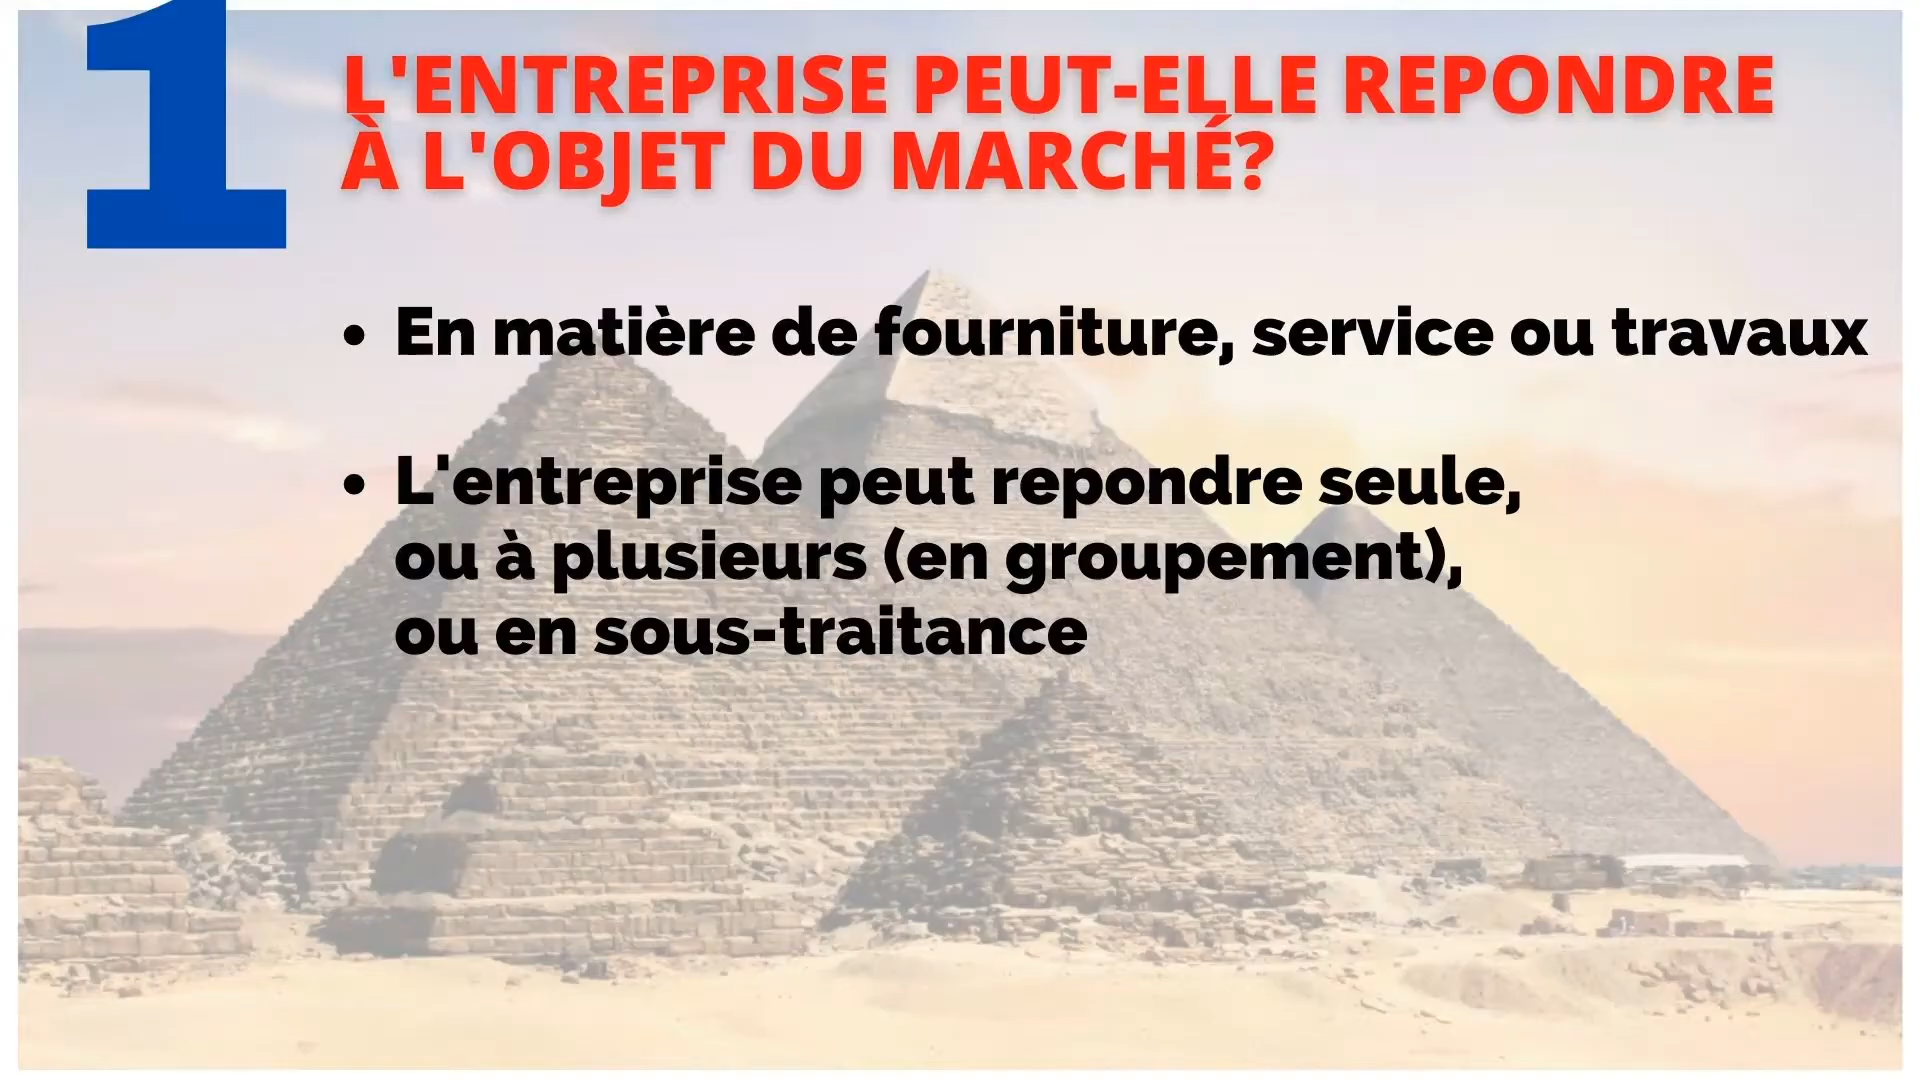 1
L'ENTREPRISE PEUT-ELLE REPONDRE
À L'OBJET DU MARCHÉ?
• En matière de fourniture, service ou travaux
• L'entreprise peut repondre seule,
ou à plusieurs (en groupement),
ou en sous-traitance